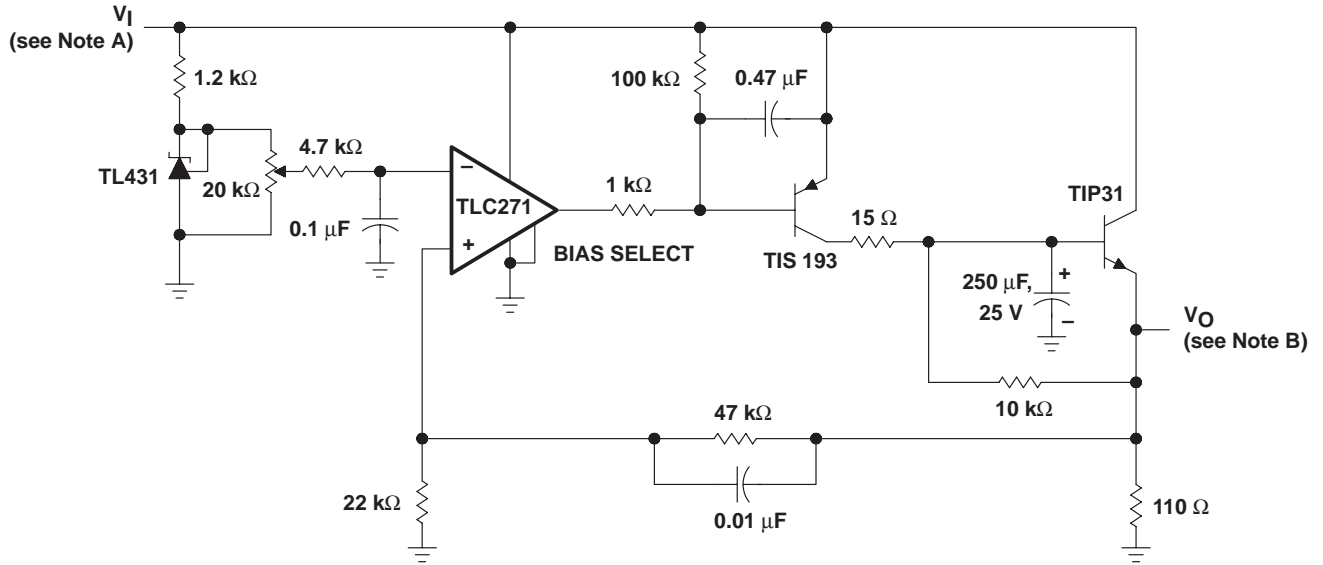 VI
(see Note A)
1.2 kΩ
TL431
20 kΩ
4.7 kΩ
0.1 μF
−
TLC271
+
BIAS SELECT
1 kΩ
100 kΩ
0.47 μF
TIS 193
15 Ω
TIP31
250 μF,
25 V
+
−
VO
(see Note B)
10 kΩ
47 kΩ
0.01 μF
22 kΩ
110 Ω